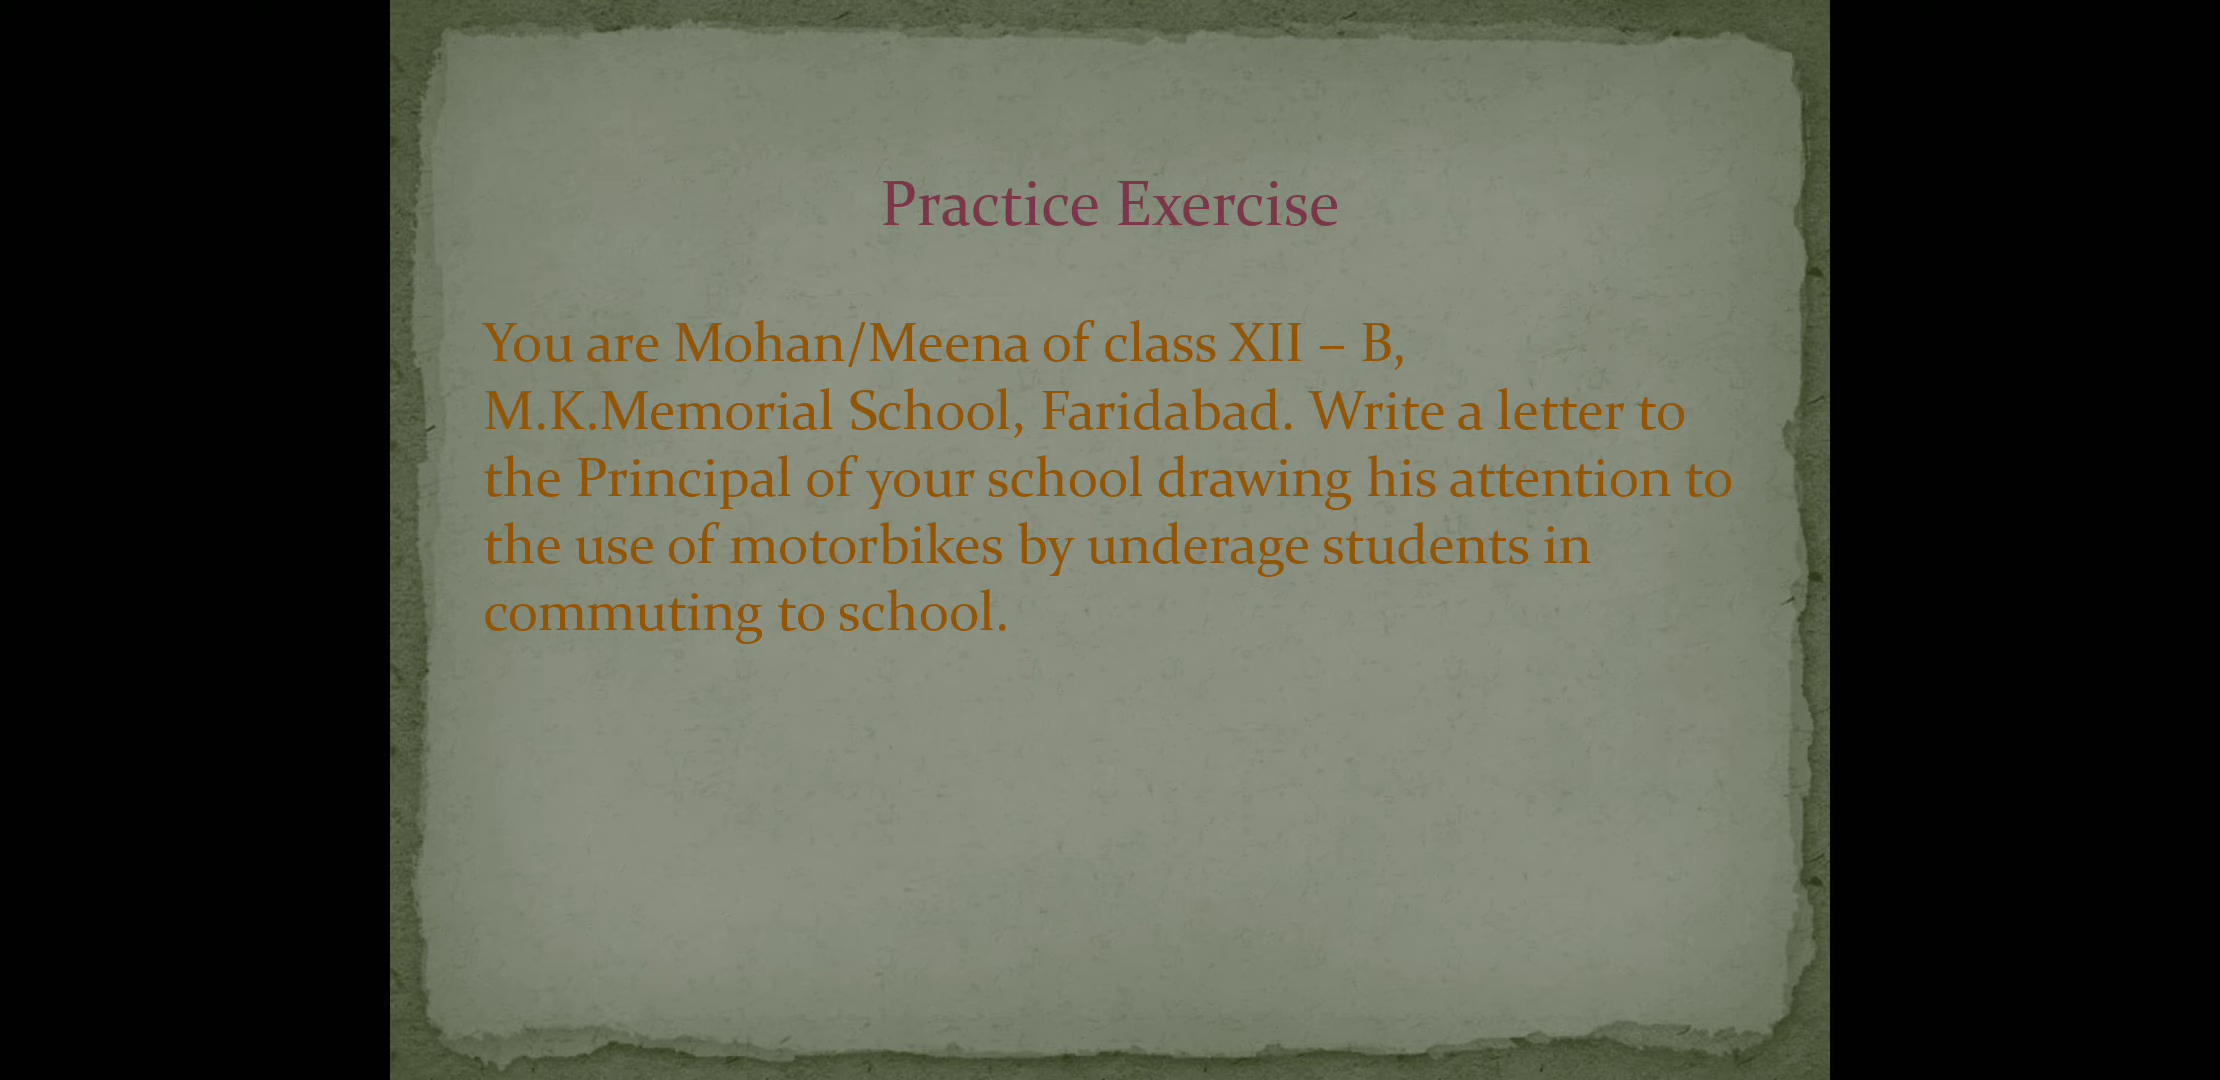 Practice Exercise
You are Mohan/Meena of class XII – B,
M.K.Memorial School, Faridabad. Write a letter to
the Principal of your school drawing his attention to
the use of motorbikes by underage students in
commuting to school.